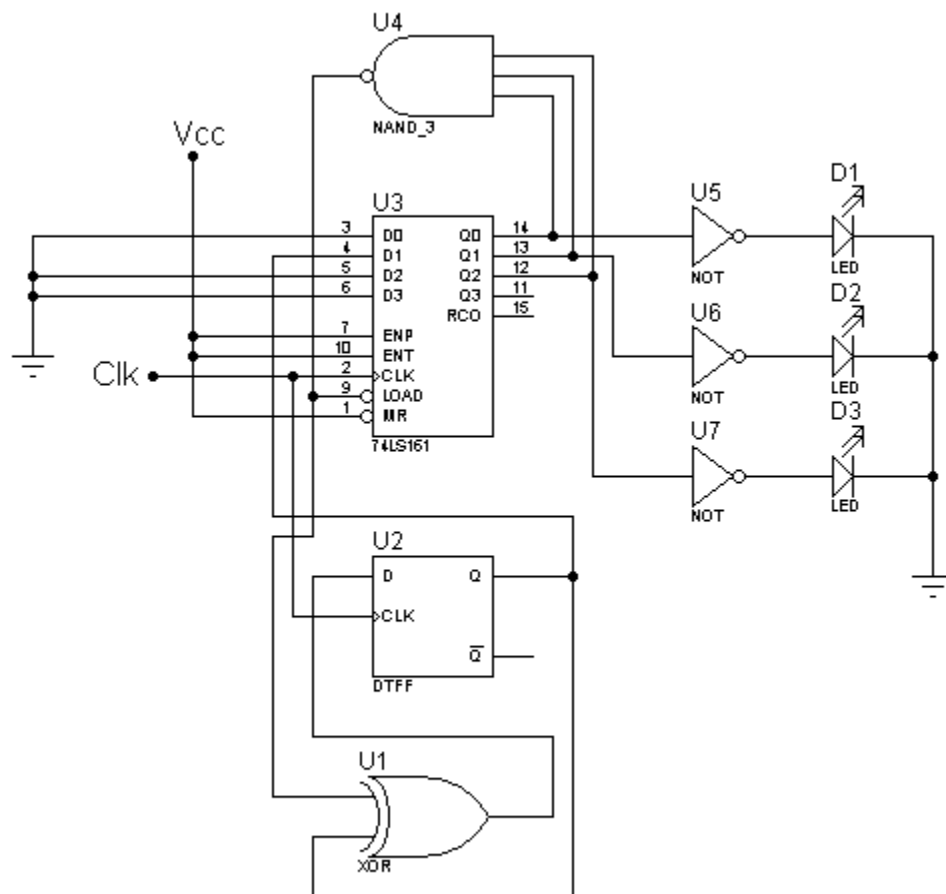 U4
NAND_3
Vcc
U3
3 D0 Q0 14
4 D1 Q1 13
5 D2 Q2 12
6 D3 Q3 11
RCO 15
7 ENP
10 ENT
Clk 2 CLK
9 LOAD
1 MR
74LS161
U5
NOT
D1
LED
U6
NOT
D2
LED
U7
NOT
D3
LED
U2
D Q
CLK
Q̅
DTFF
U1
XOR